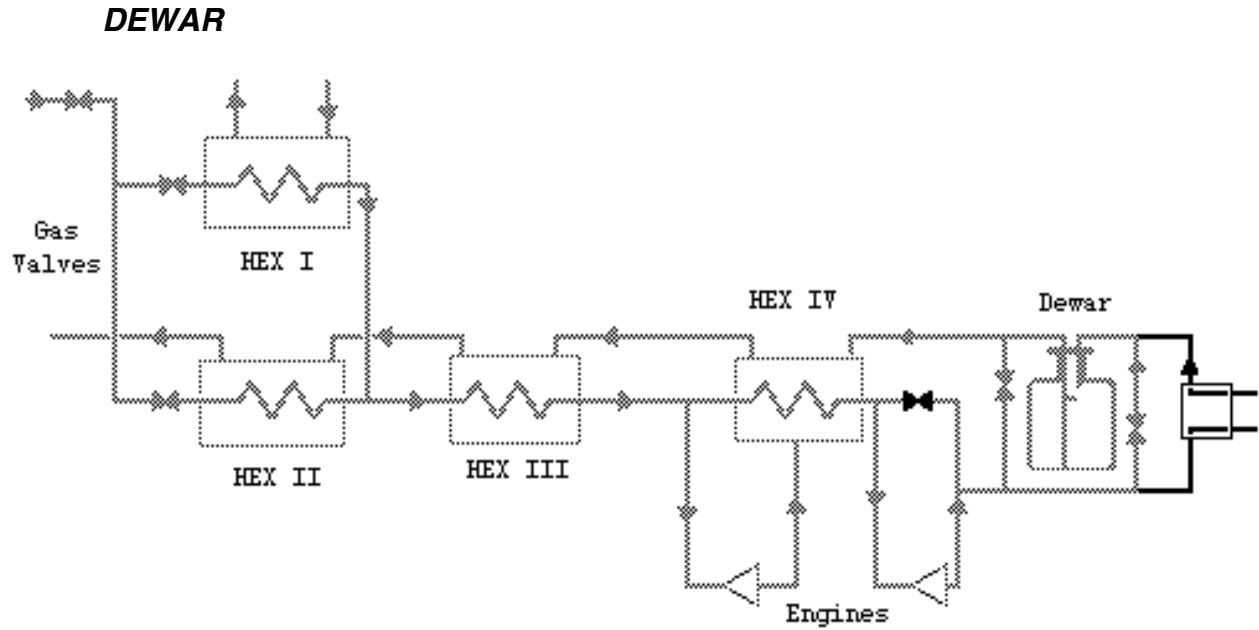 DEWAR
Gas
Valves
HEX I
HEX IV
Dewar
HEX II
HEX III
Engines